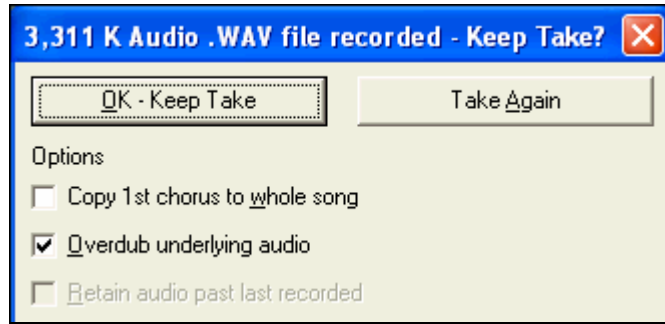 3,311 K Audio .WAV file recorded - Keep Take?
OK - Keep Take Take Again
Options
Copy 1st chorus to whole song
Overdub underlying audio
Retain audio past last recorded